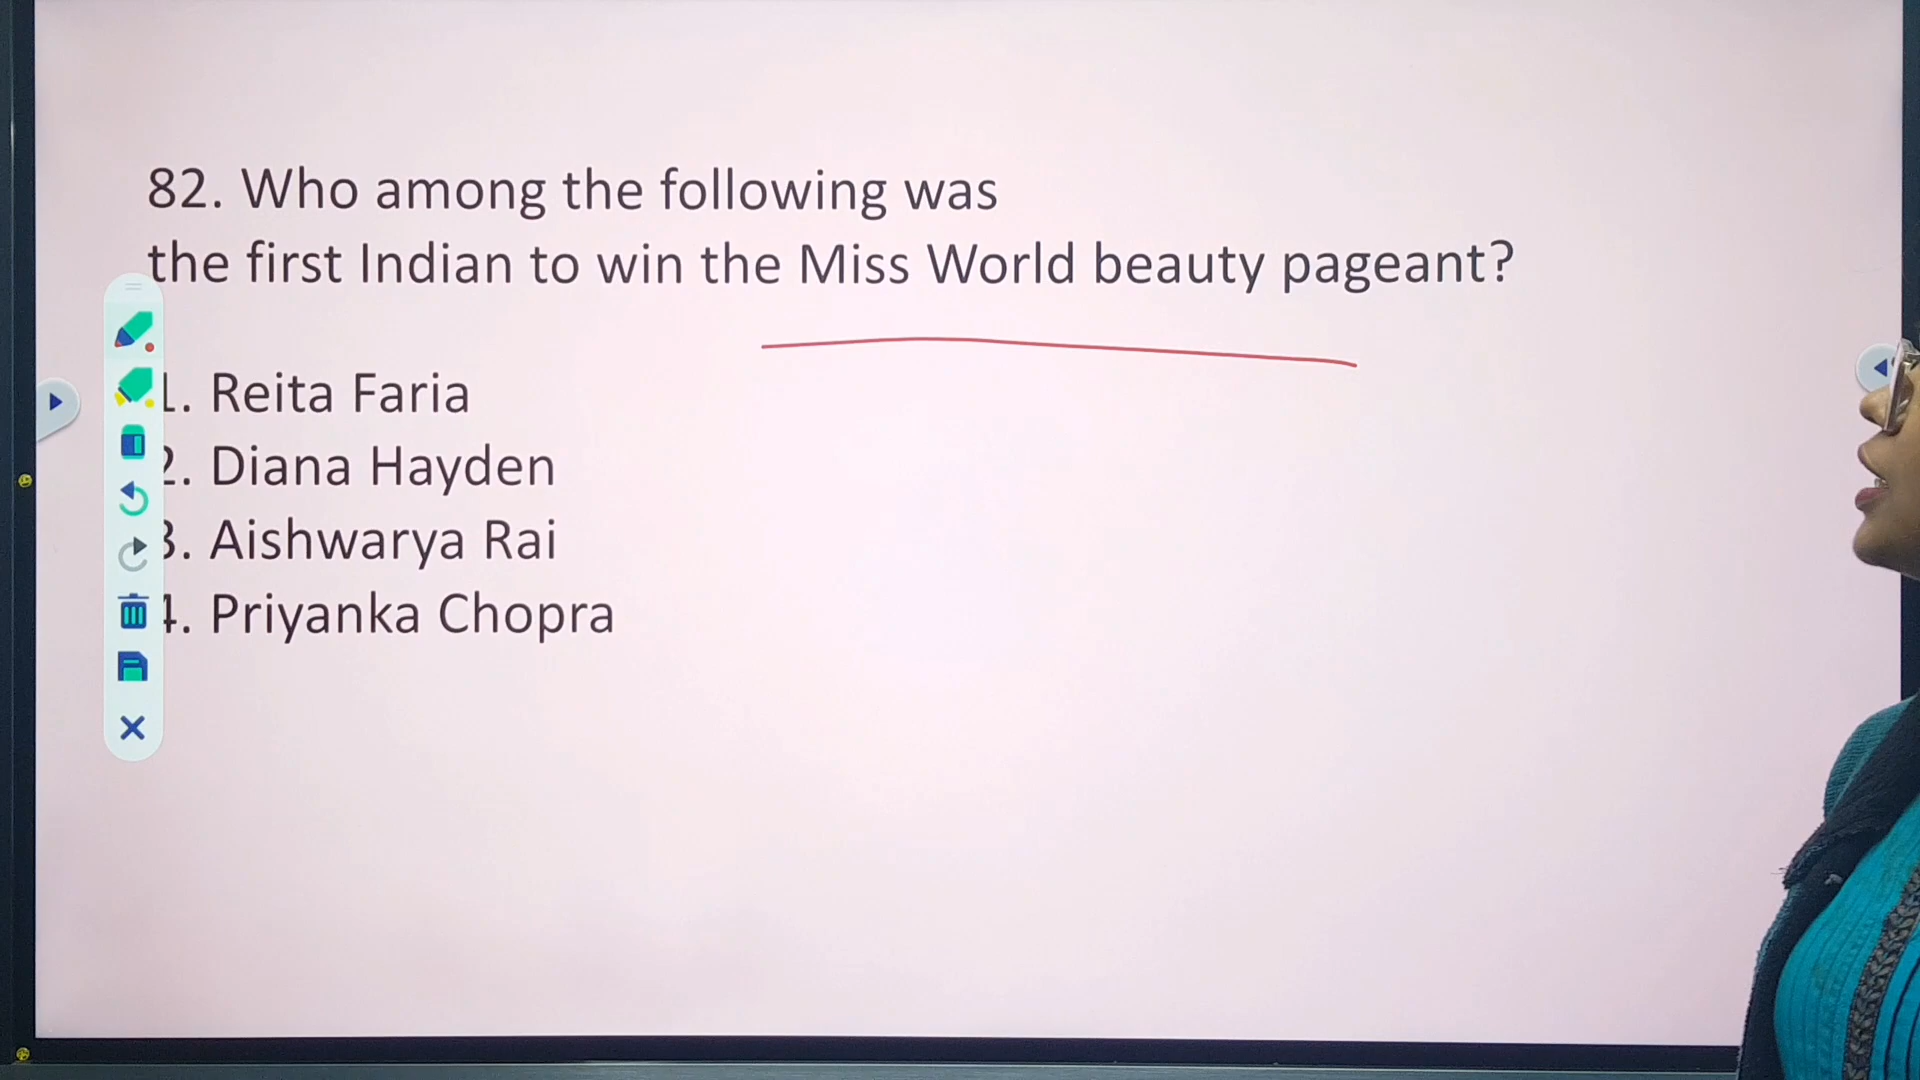 82. Who among the following was
the first Indian to win the Miss World beauty pageant?
1. Reita Faria
2. Diana Hayden
3. Aishwarya Rai
4. Priyanka Chopra